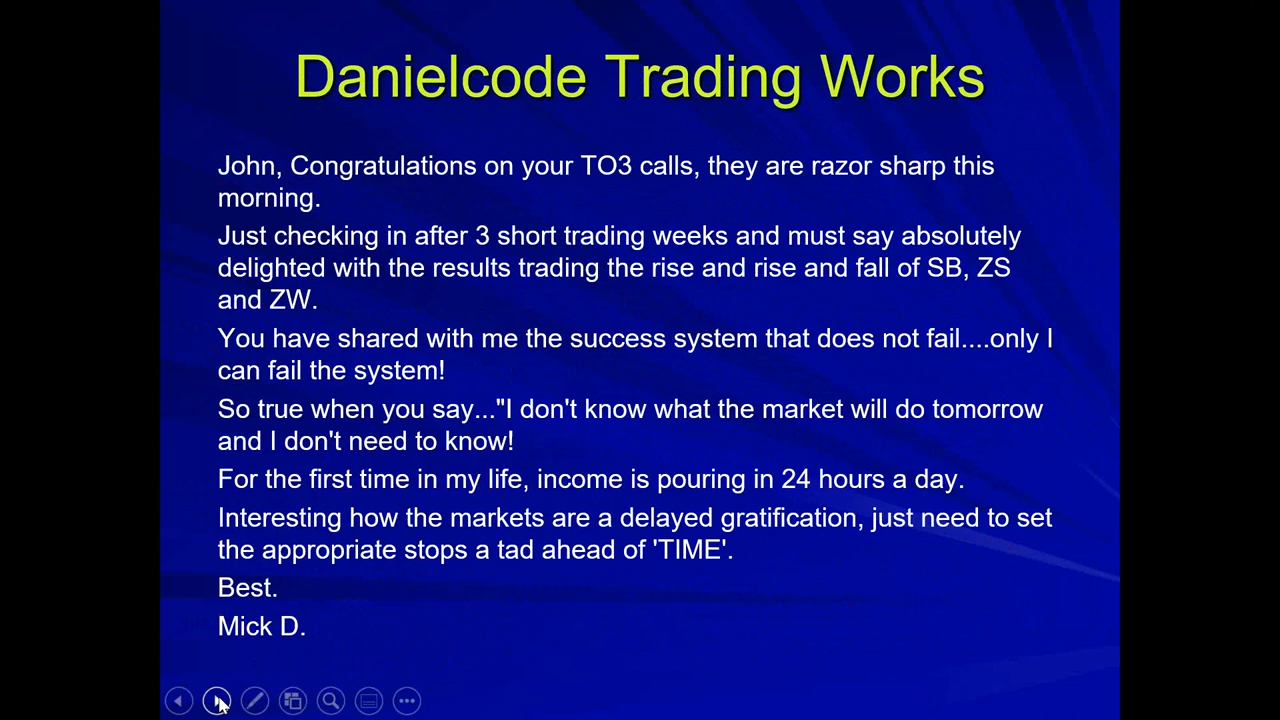 Danielcode Trading Works
John, Congratulations on your TO3 calls, they are razor sharp this
morning.
Just checking in after 3 short trading weeks and must say absolutely
delighted with the results trading the rise and rise and fall of SB, ZS
and ZW.
You have shared with me the success system that does not fail....only I
can fail the system!
So true when you say..."I don't know what the market will do tomorrow
and I don't need to know!
For the first time in my life, income is pouring in 24 hours a day.
Interesting how the markets are a delayed gratification, just need to set
the appropriate stops a tad ahead of 'TIME'.
Best.
Mick D.